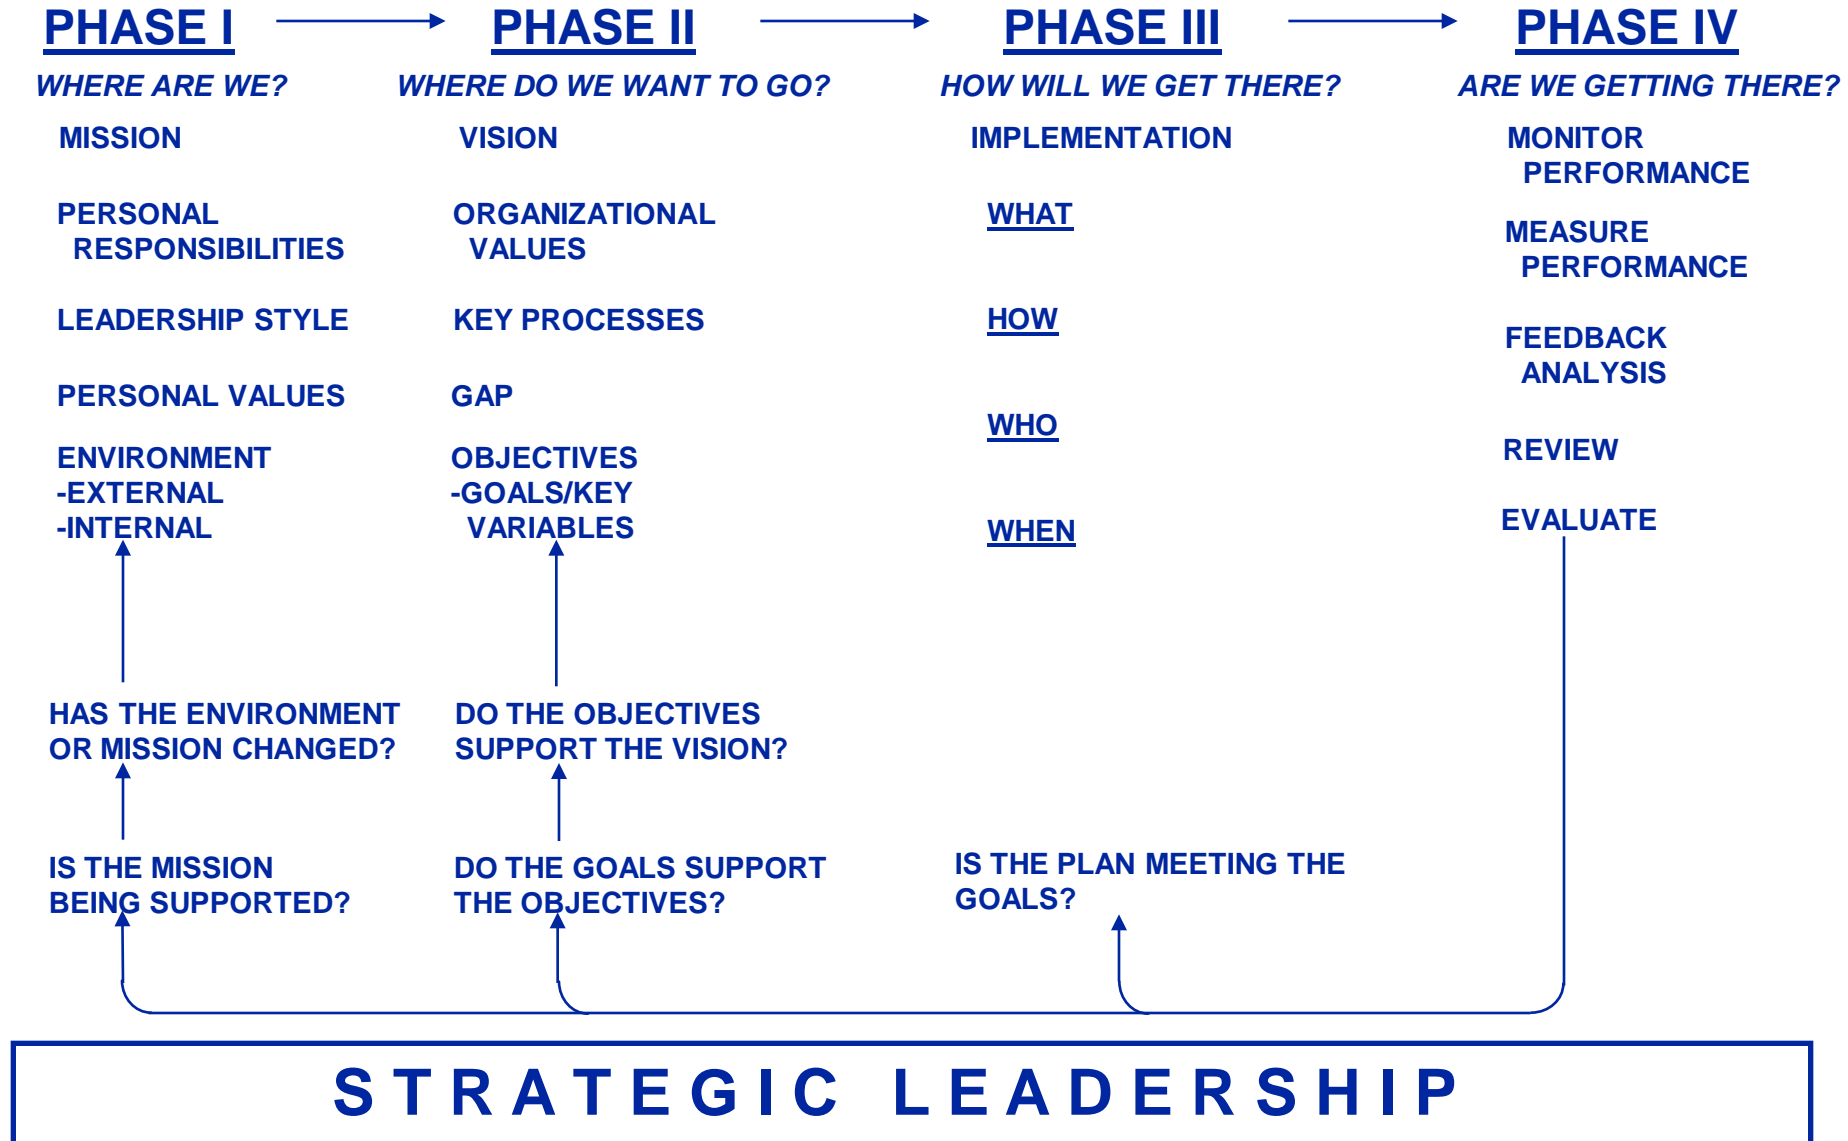 PHASE I
WHERE ARE WE?
MISSION
PERSONAL
RESPONSIBILITIES
LEADERSHIP STYLE
PERSONAL VALUES
ENVIRONMENT
-EXTERNAL
-INTERNAL
HAS THE ENVIRONMENT
OR MISSION CHANGED?
IS THE MISSION
BEING SUPPORTED?
PHASE II
WHERE DO WE WANT TO GO?
VISION
ORGANIZATIONAL
VALUES
KEY PROCESSES
GAP
OBJECTIVES
-GOALS/KEY
VARIABLES
DO THE OBJECTIVES
SUPPORT THE VISION?
DO THE GOALS SUPPORT
THE OBJECTIVES?
PHASE III
HOW WILL WE GET THERE?
IMPLEMENTATION
WHAT
HOW
WHO
WHEN
IS THE PLAN MEETING THE
GOALS?
PHASE IV
ARE WE GETTING THERE?
MONITOR
PERFORMANCE
MEASURE
PERFORMANCE
FEEDBACK
ANALYSIS
REVIEW
EVALUATE
STRATEGIC LEADERSHIP